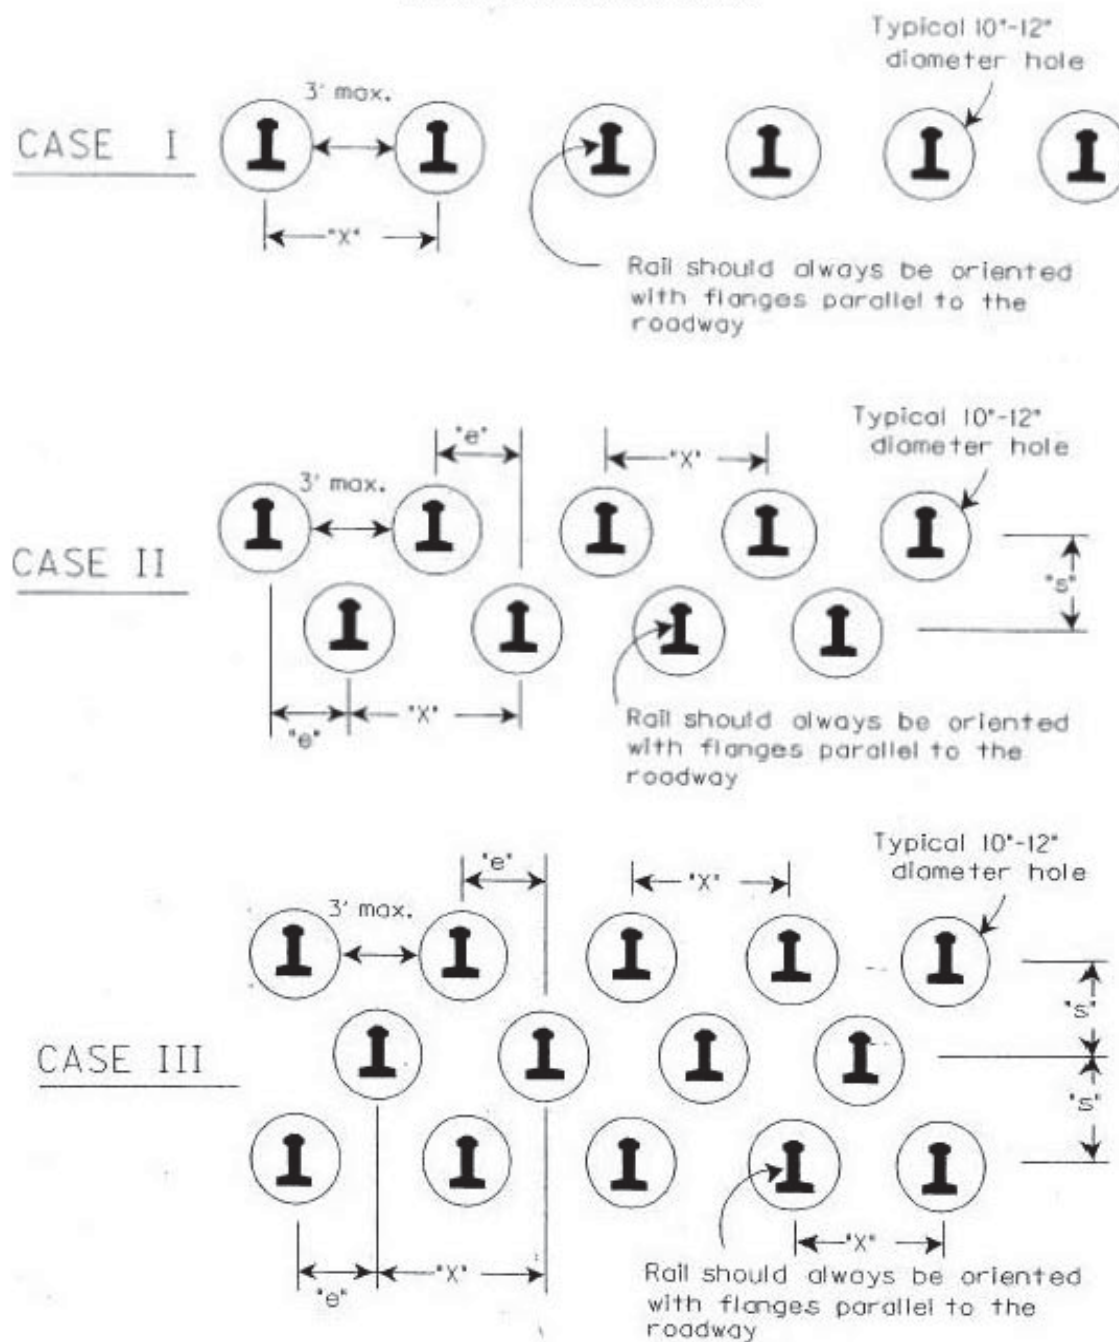 Typical 10"-12"
diameter hole
3' max.
CASE I
"X"
Rail should always be oriented
with flanges parallel to the
roadway
Typical 10"-12"
diameter hole
"e"
"X"
3' max.
CASE II
"s"
"X"
"e"
Rail should always be oriented
with flanges parallel to the
roadway
Typical 10"-12"
diameter hole
"e"
"X"
3' max.
"s"
CASE III
"s"
"X"
"X"
"e"
Rail should always be oriented
with flanges parallel to the
roadway